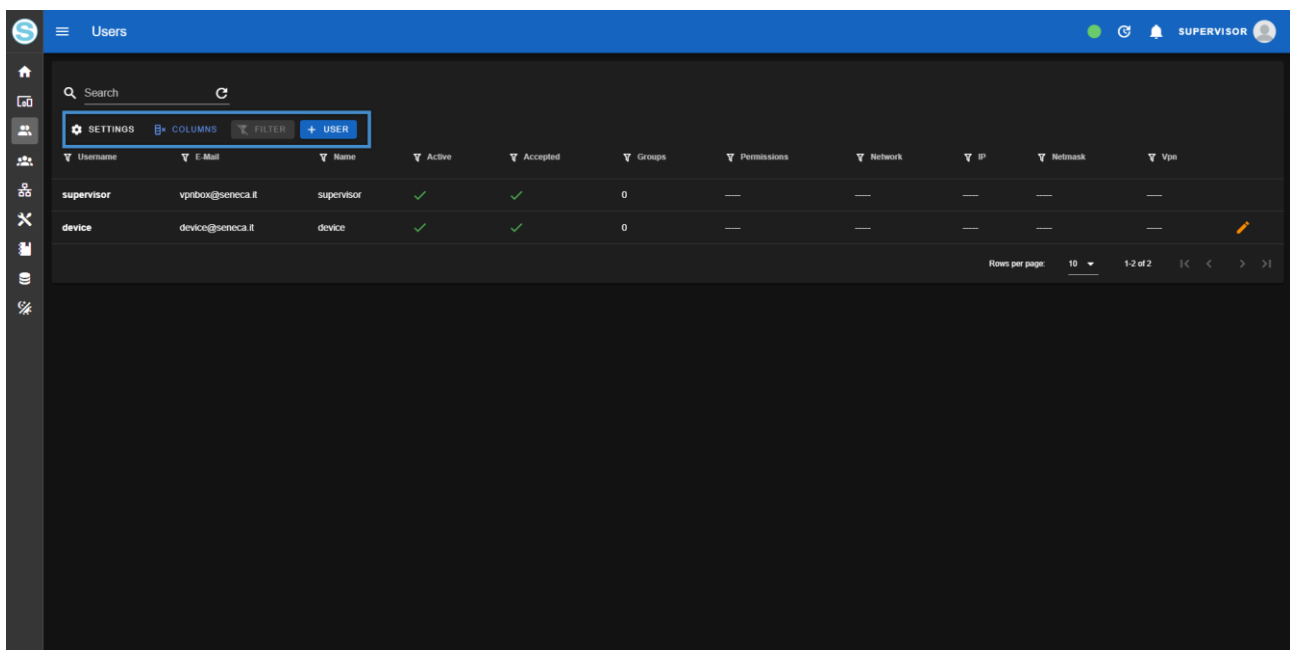 S Users SUPERVISOR
Search
SETTINGS COLUMNS FILTER + USER
Username E-Mail Name Active Accepted Groups Permissions Network IP Netmask Vpn
supervisor vpnbox@seneca.it supervisor 0 — — — — —
device device@seneca.it device 0 — — — — —
Rows per page: 10 1-2 of 2